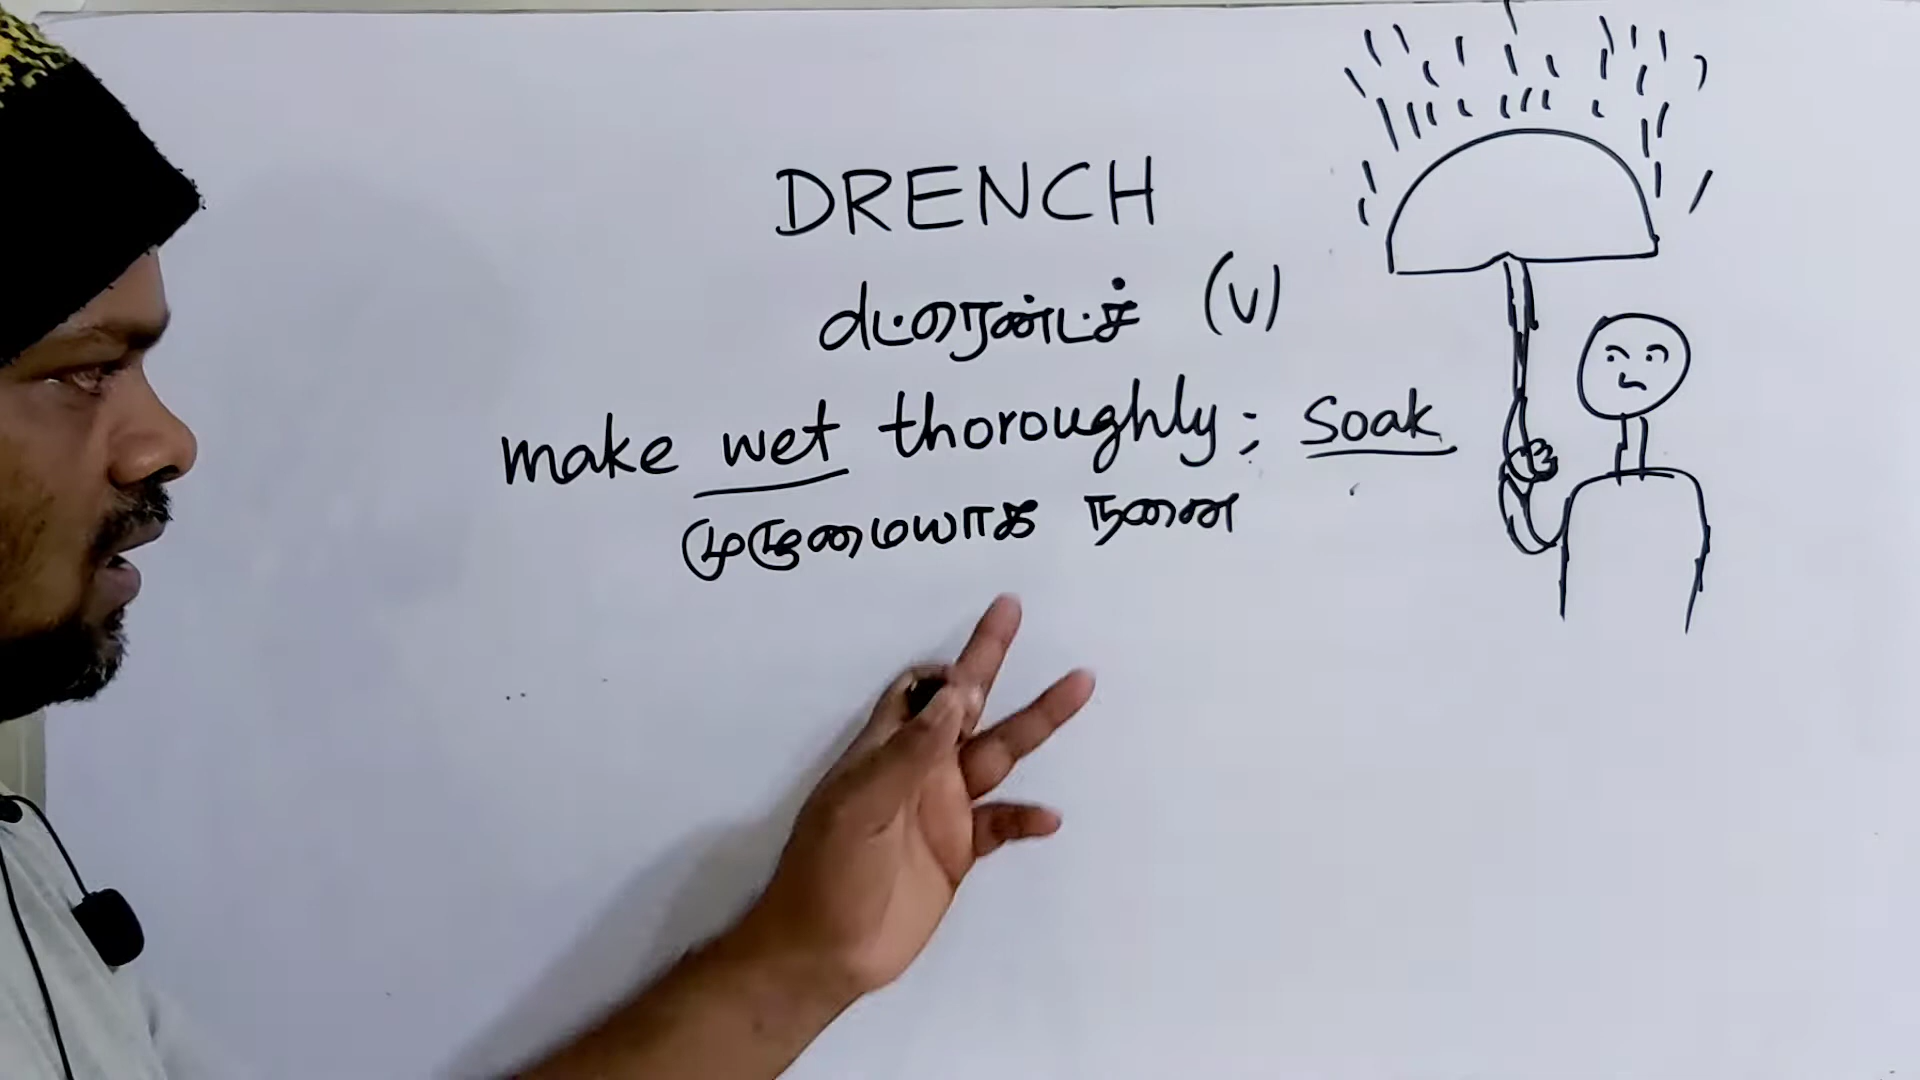 DRENCH
ட்ரென்ட்ச் (v)
make wet thoroughly; soak
முழுமையாக நனை